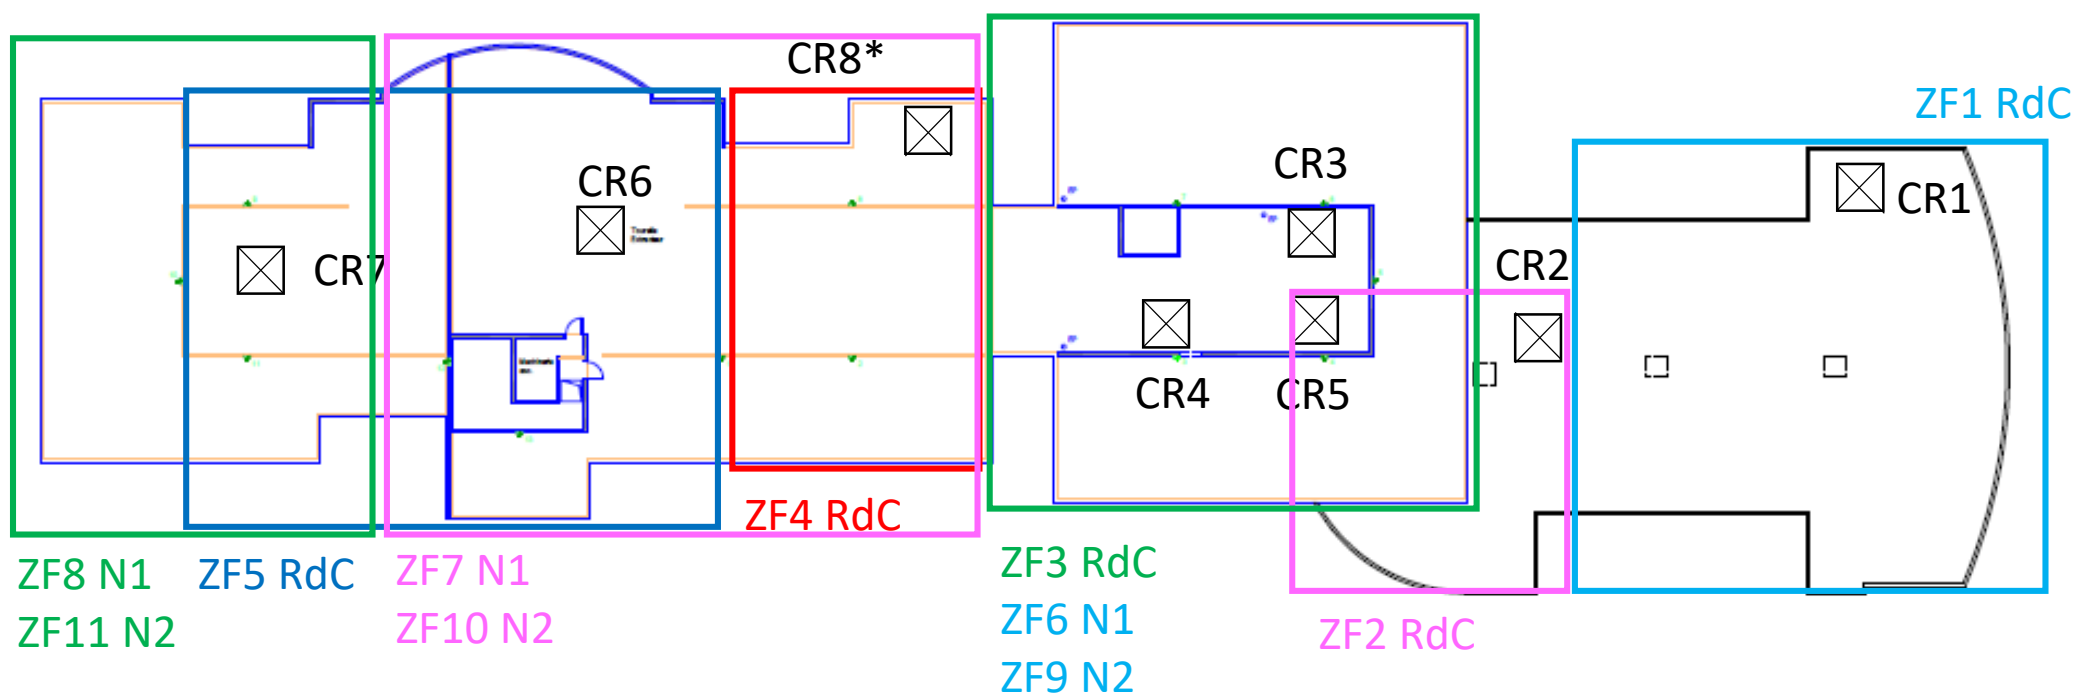 CR8*
ZF1 RdC
CR3
CR6
CR1
CR2
CR7
CR4
CR5
ZF4 RdC
ZF8 N1
ZF5 RdC
ZF7 N1
ZF3 RdC
ZF11 N2
ZF10 N2
ZF6 N1
ZF2 RdC
ZF9 N2